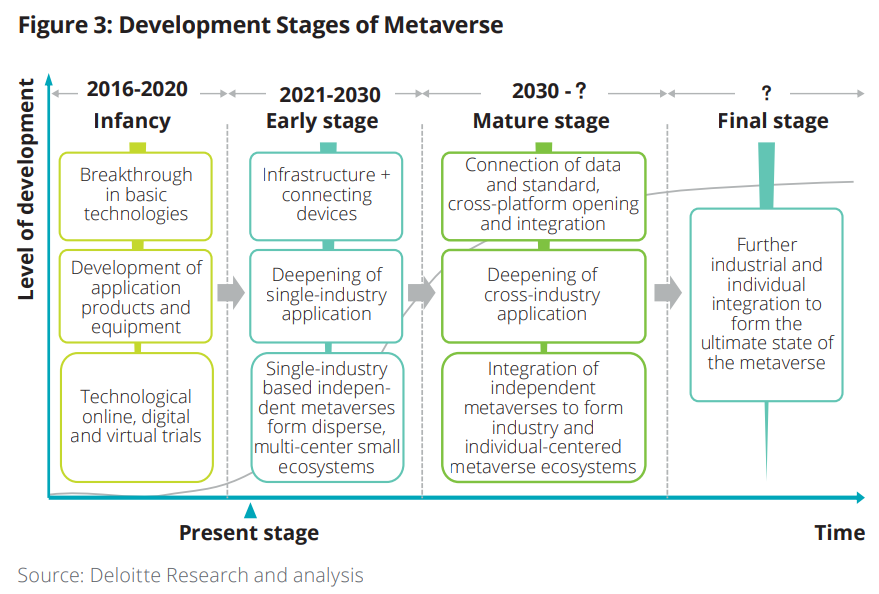 Figure 3: Development Stages of Metaverse
Level of development
2016-2020
Infancy
Breakthrough
in basic
technologies
Development of
application
products and
equipment
Technological
online, digital
and virtual trials
2021-2030
Early stage
Infrastructure +
connecting
devices
Deepening of
single-industry
application
Single-industry
based indepen-
dent metaverses
form disperse,
multi-center small
ecosystems
2030 - ?
Mature stage
Connection of data
and standard,
cross-platform opening
and integration
Deepening of
cross-industry
application
Integration of
independent
metaverses to form
industry and
individual-centered
metaverse ecosystems
?
Final stage
Further
industrial and
individual
integration to
form the
ultimate state of
the metaverse
Present stage
Time
Source: Deloitte Research and analysis